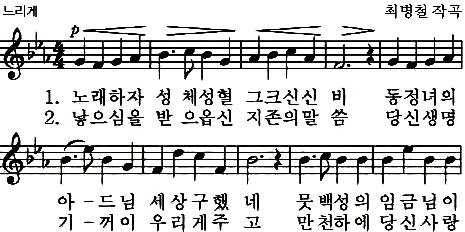 느리게 최명철 작곡
p
1. 노래하자 성 체성혈 그크신신 비 동정녀의
2. 낳으심을 받 으읍신 지존의말 씀 당신생명
아-드님 세상구했 네 뭇백성의 임금님이
기-꺼이 우리게주 고 만천하에 당신사랑